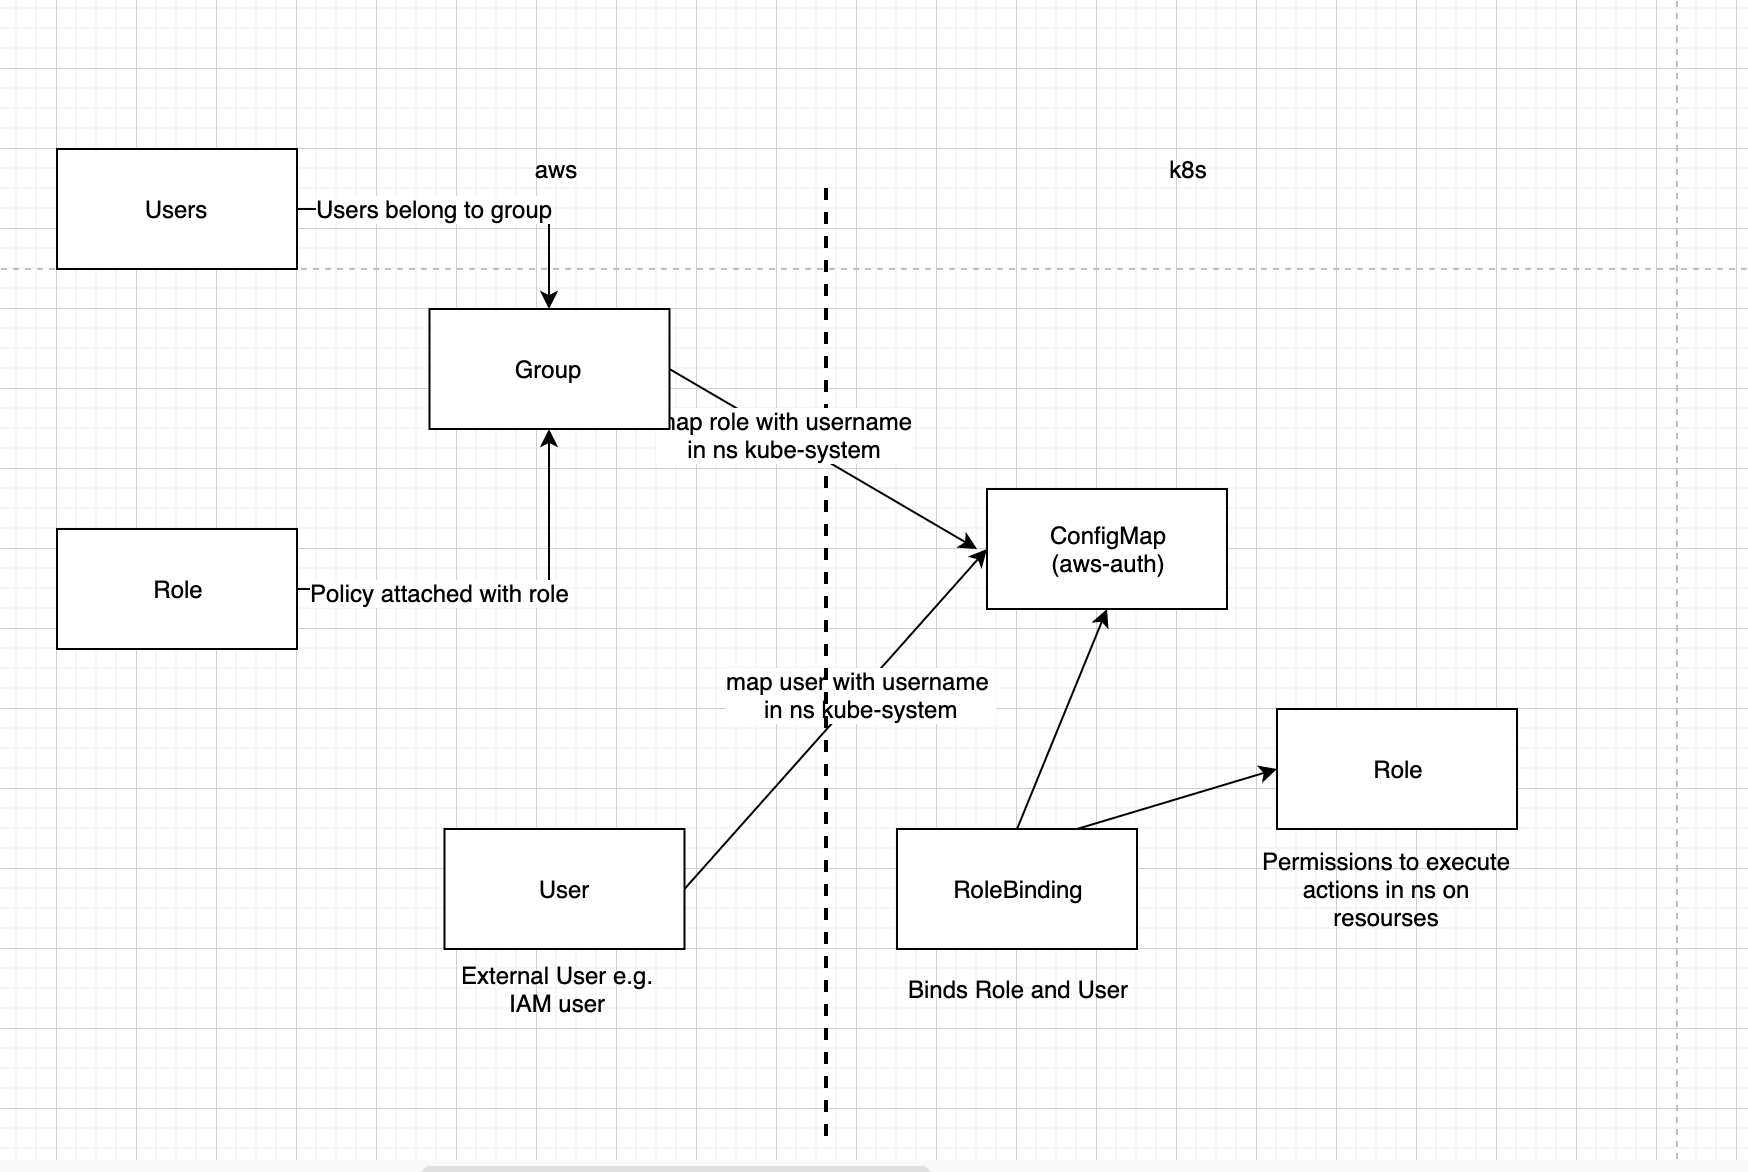 aws
k8s
Users
Users belong to group
Group
role with username
in ns kube-system
ConfigMap
(aws-auth)
Role
Policy attached with role
map user with username
in ns kube-system
Role
User
RoleBinding
Permissions to execute
actions in ns on
resourses
External User e.g.
IAM user
Binds Role and User